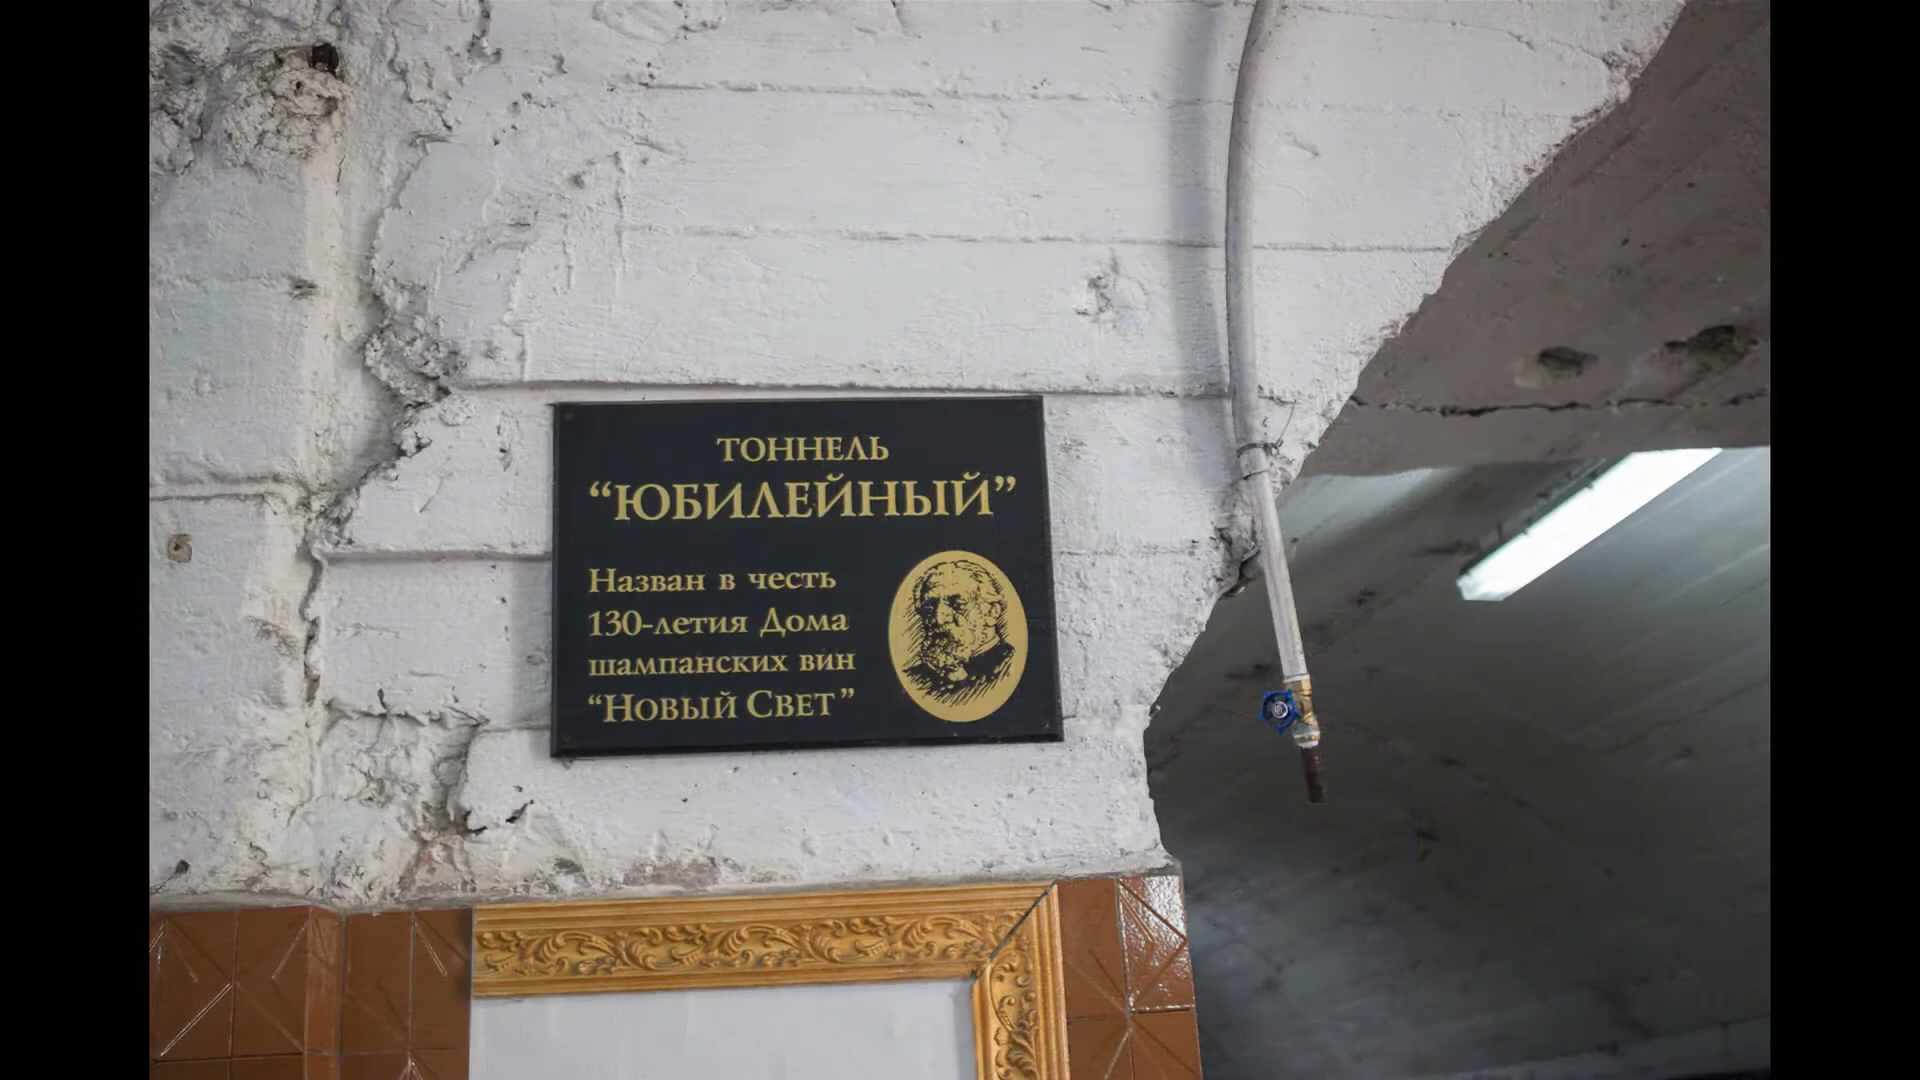 ТОННЕЛЬ
“ЮБИЛЕЙНЫЙ”
Назван в честь
130-летия Дома
шампанских вин
“Новый Свет”